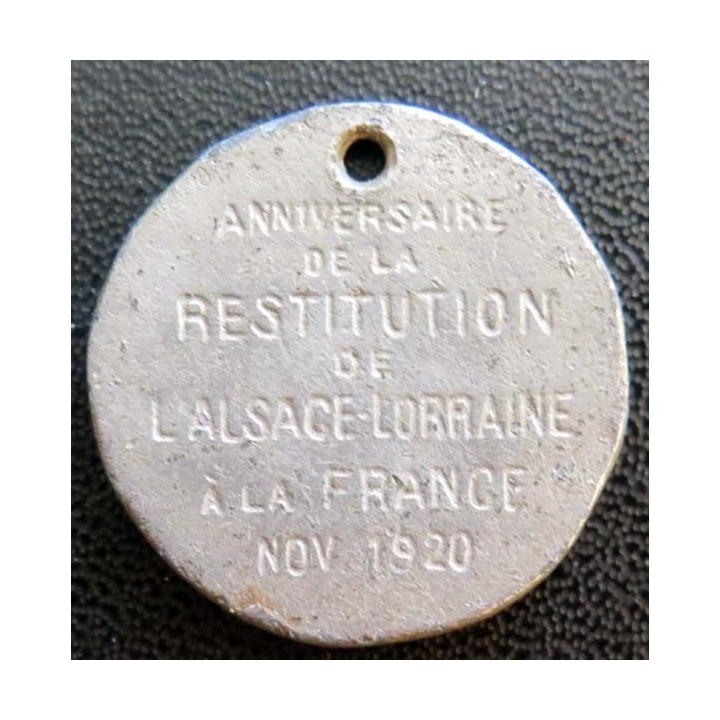 ANNIVERSAIRE
DE LA
RESTITUTION
DE
L'ALSACE-LORRAINE
À LA FRANCE
NOV 1920